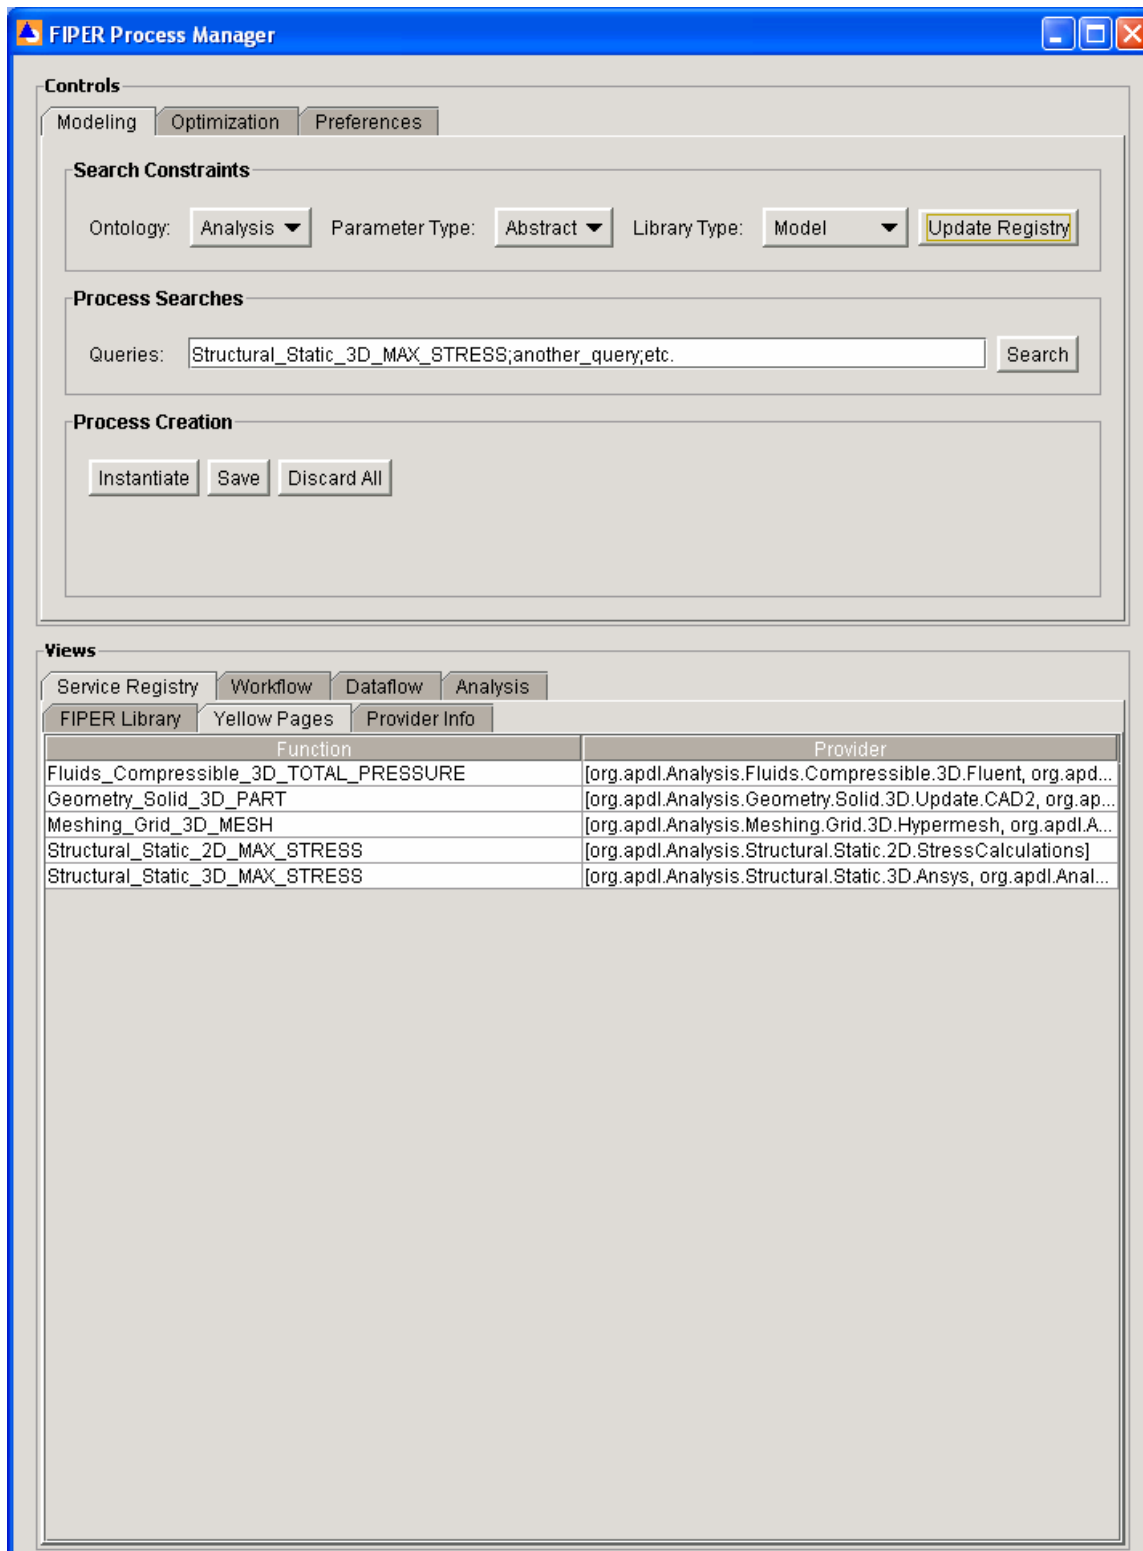 FIPER Process Manager
Controls
Modeling Optimization Preferences
Search Constraints
Ontology: Analysis Parameter Type: Abstract Library Type: Model Update Registry
Process Searches
Queries: Structural_Static_3D_MAX_STRESS;another_query;etc. Search
Process Creation
Instantiate Save Discard All
Views
Service Registry Workflow Dataflow Analysis
FIPER Library Yellow Pages Provider Info
Function Provider
Fluids_Compressible_3D_TOTAL_PRESSURE [org.apdl.Analysis.Fluids.Compressible.3D.Fluent, org.apd...
Geometry_Solid_3D_PART [org.apdl.Analysis.Geometry.Solid.3D.Update.CAD2, org.ap...
Meshing_Grid_3D_MESH [org.apdl.Analysis.Meshing.Grid.3D.Hypermesh, org.apdl.A...
Structural_Static_2D_MAX_STRESS [org.apdl.Analysis.Structural.Static.2D.StressCalculations]
Structural_Static_3D_MAX_STRESS [org.apdl.Analysis.Structural.Static.3D.Ansys, org.apdl.Anal...